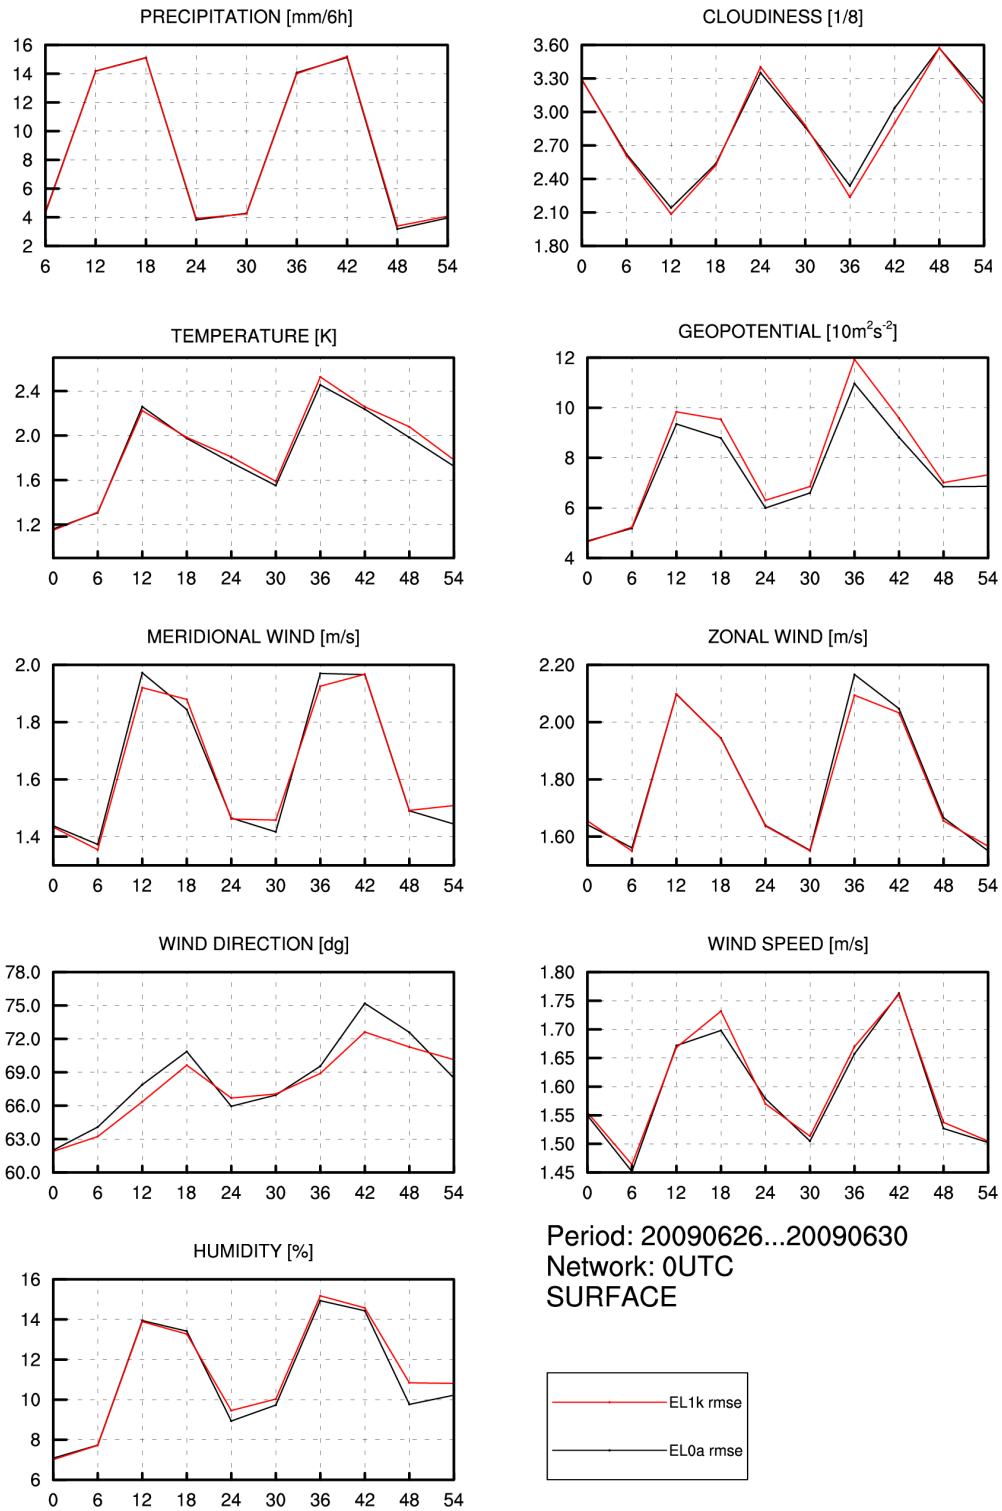 PRECIPITATION [mm/6h]
16
14
12
10
8
6
4
2
6 12 18 24 30 36 42 48 54
CLOUDINESS [1/8]
3.60
3.30
3.00
2.70
2.40
2.10
1.80
0 6 12 18 24 30 36 42 48 54
TEMPERATURE [K]
2.4
2.0
1.6
1.2
0 6 12 18 24 30 36 42 48 54
GEOPOTENTIAL [10m²s⁻²]
12
10
8
6
4
0 6 12 18 24 30 36 42 48 54
MERIDIONAL WIND [m/s]
2.0
1.8
1.6
1.4
0 6 12 18 24 30 36 42 48 54
ZONAL WIND [m/s]
2.20
2.00
1.80
1.60
0 6 12 18 24 30 36 42 48 54
WIND DIRECTION [dg]
78.0
75.0
72.0
69.0
66.0
63.0
60.0
0 6 12 18 24 30 36 42 48 54
WIND SPEED [m/s]
1.80
1.75
1.70
1.65
1.60
1.55
1.50
1.45
0 6 12 18 24 30 36 42 48 54
HUMIDITY [%]
16
14
12
10
8
6
0 6 12 18 24 30 36 42 48 54
Period: 20090626...20090630
Network: 0UTC
SURFACE
EL1k rmse
EL0a rmse